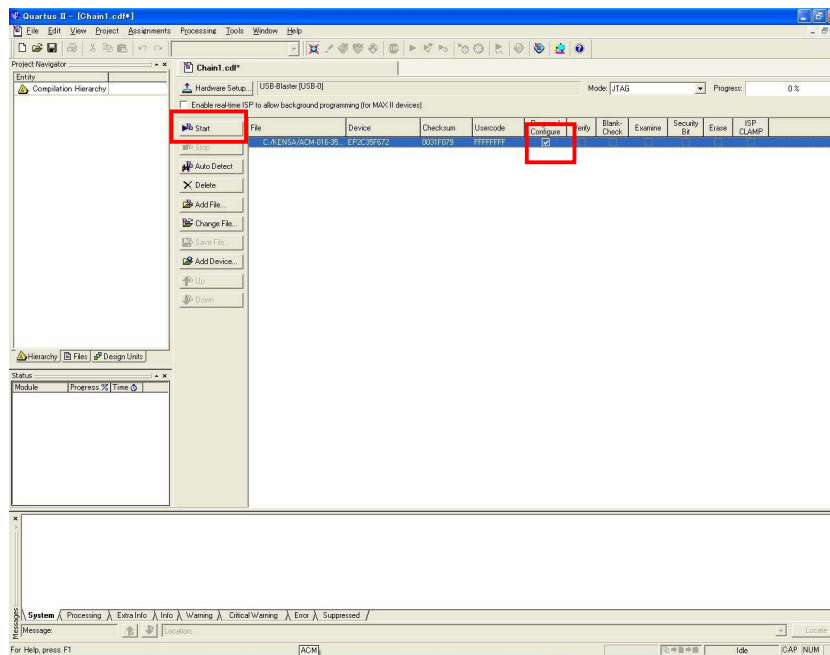 Quartus II - [Chain1.cdf*]
File Edit View Project Assignments Processing Tools Window Help
Project Navigator
Entity
Compilation Hierarchy
Hierarchy Files Design Units
Status
Module Progress % Time
Chain1.cdf*
Hardware Setup... USB-Blaster [USB-0] Mode: JTAG Progress: 0 %
Enable real-time ISP to allow background programming (for MAX II devices)
Start
Stop
Auto Detect
Delete
Add File...
Change File...
Save File...
Add Device...
Up
Down
File Device Checksum Usercode Configure Verify Blank-Check Examine Security Bit Erase ISP CLAMP
C:/KENSA/ACM-016-35... EP2C35F672 0031F079 FFFFFFFF
System Processing Extra Info Info Warning Critical Warning Error Suppressed
Messages
Message: Location: Locate
For Help, press F1 ACM Idle CAP NUM